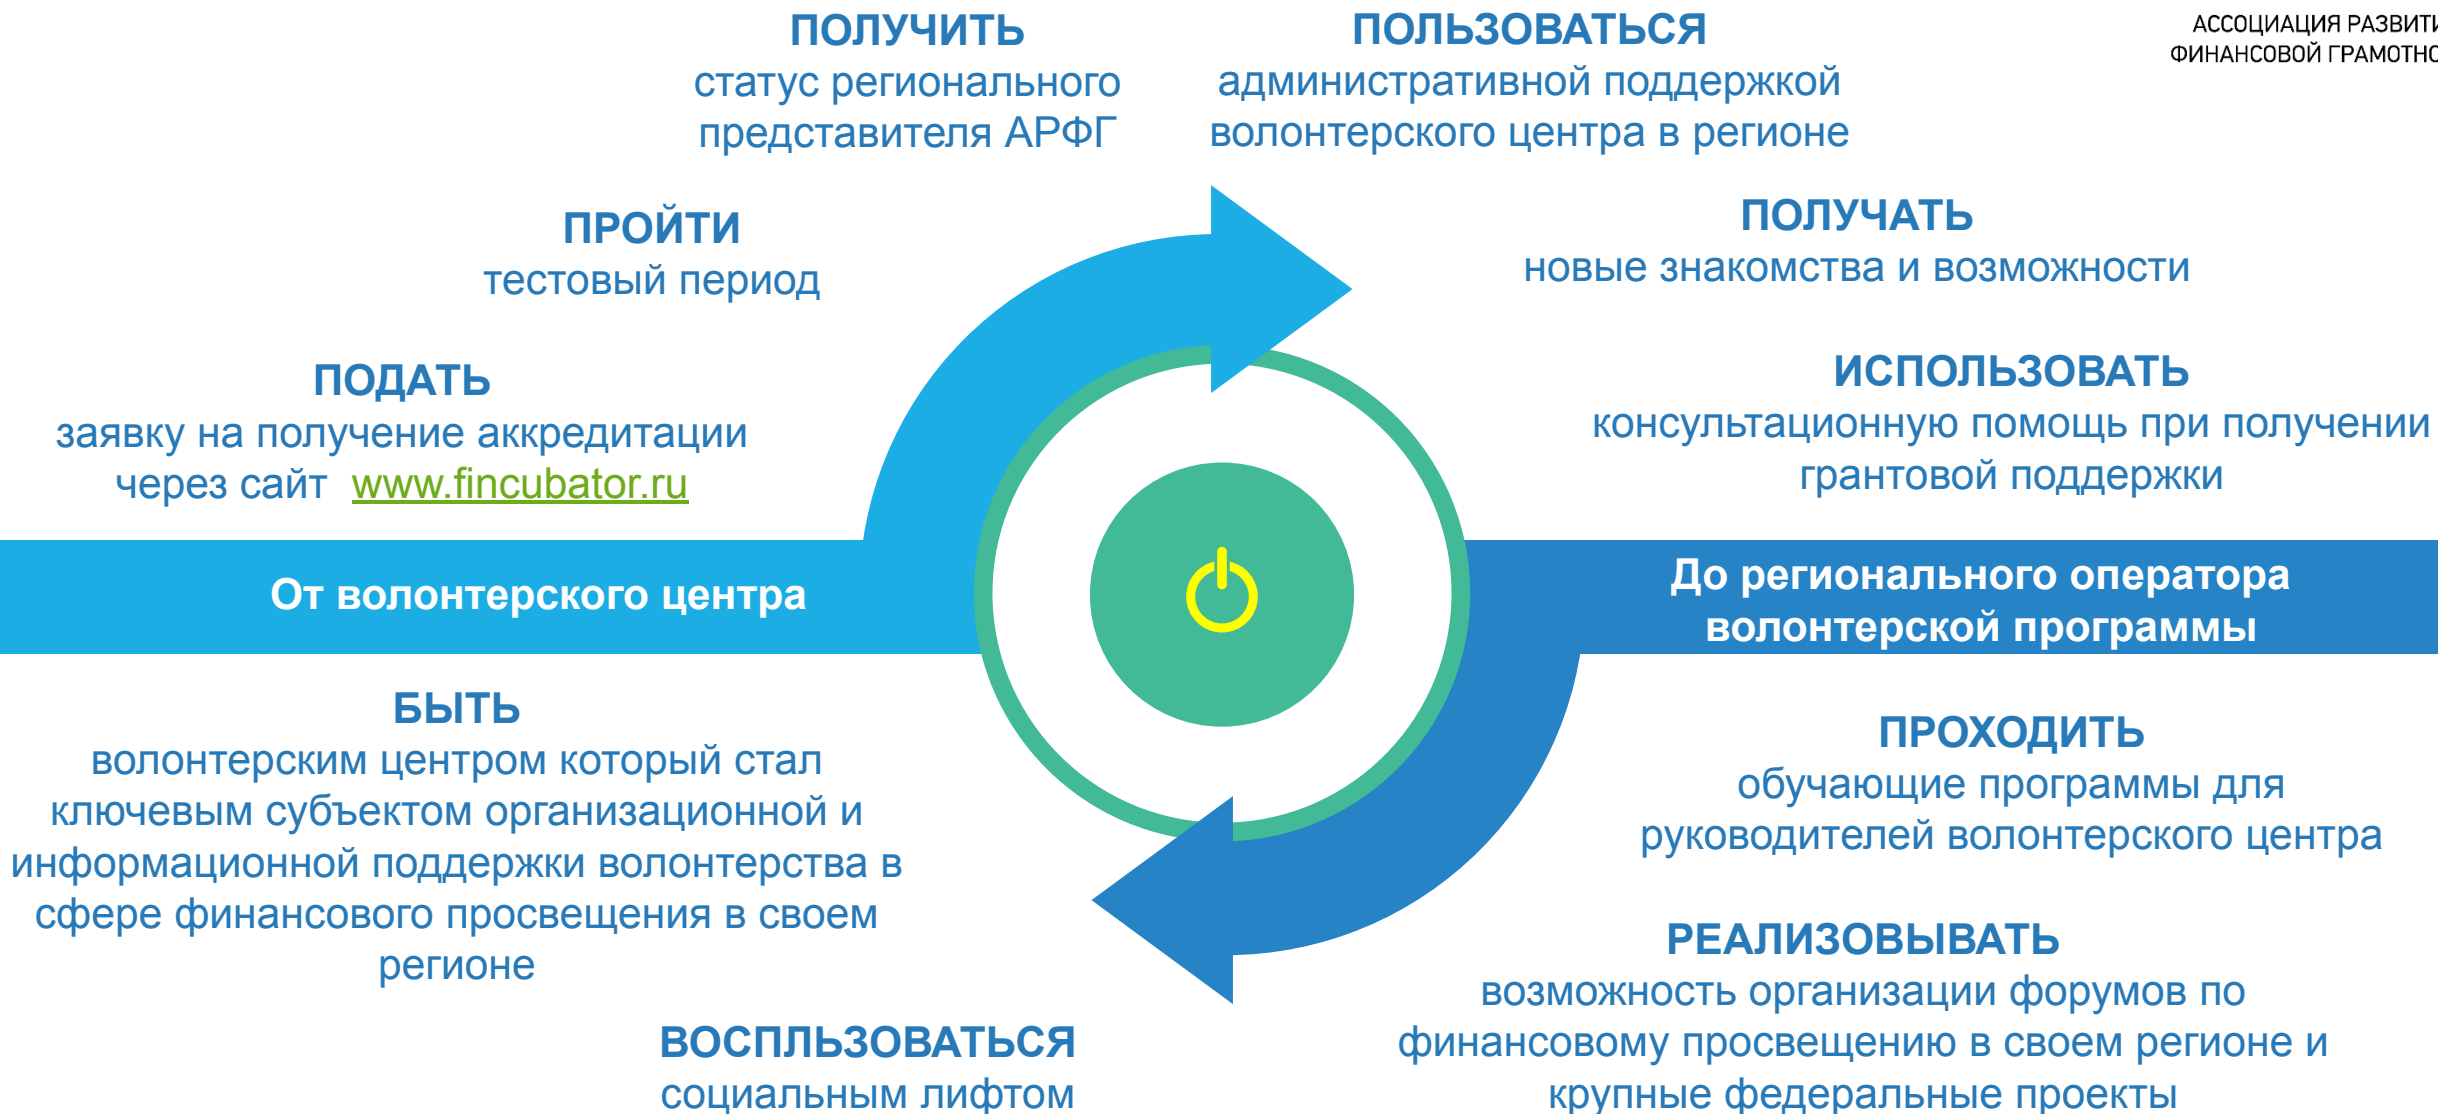 ПОЛУЧИТЬ
статус регионального
представителя АРФГ
ПОЛЬЗОВАТЬСЯ
административной поддержкой
волонтерского центра в регионе
АССОЦИАЦИЯ РАЗВИТИ
ФИНАНСОВОЙ ГРАМОТНО
ПРОЙТИ
тестовый период
ПОЛУЧАТЬ
новые знакомства и возможности
ПОДАТЬ
заявку на получение аккредитации
через сайт www.fincubator.ru
ИСПОЛЬЗОВАТЬ
консультационную помощь при получении
грантовой поддержки
От волонтерского центра
До регионального оператора
волонтерской программы
БЫТЬ
волонтерским центром который стал
ключевым субъектом организационной и
информационной поддержки волонтерства в
сфере финансового просвещения в своем
регионе
ПРОХОДИТЬ
обучающие программы для
руководителей волонтерского центра
ВОСПЛЬЗОВАТЬСЯ
социальным лифтом
РЕАЛИЗОВЫВАТЬ
возможность организации форумов по
финансовому просвещению в своем регионе и
крупные федеральные проекты